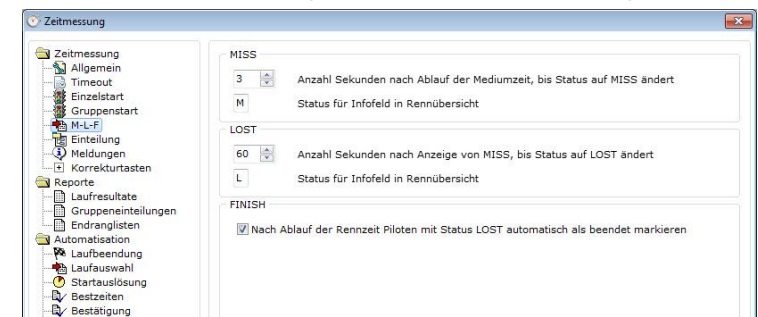 Zeitmessung
Zeitmessung
Allgemein
Timeout
Einzelstart
Gruppenstart
M-L-F
Einteilung
Meldungen
Korrekturtasten
Reporte
Laufresultate
Gruppeneinteilungen
Endranglisten
Automatisation
Laufbeendung
Laufauswahl
Startauslösung
Bestzeiten
Bestätigung
MISS
3 Anzahl Sekunden nach Ablauf der Mediumzeit, bis Status auf MISS ändert
M Status für Infofeld in Rennübersicht
LOST
60 Anzahl Sekunden nach Anzeige von MISS, bis Status auf LOST ändert
L Status für Infofeld in Rennübersicht
FINISH
Nach Ablauf der Rennzeit Piloten mit Status LOST automatisch als beendet markieren